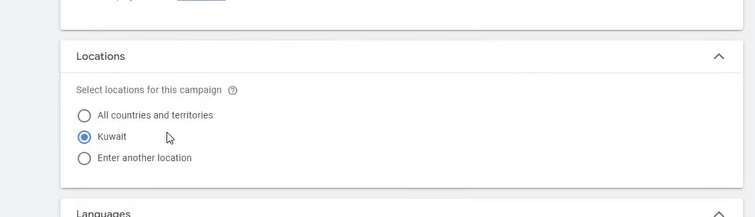 Locations
Select locations for this campaign
All countries and territories
Kuwait
Enter another location
Languages